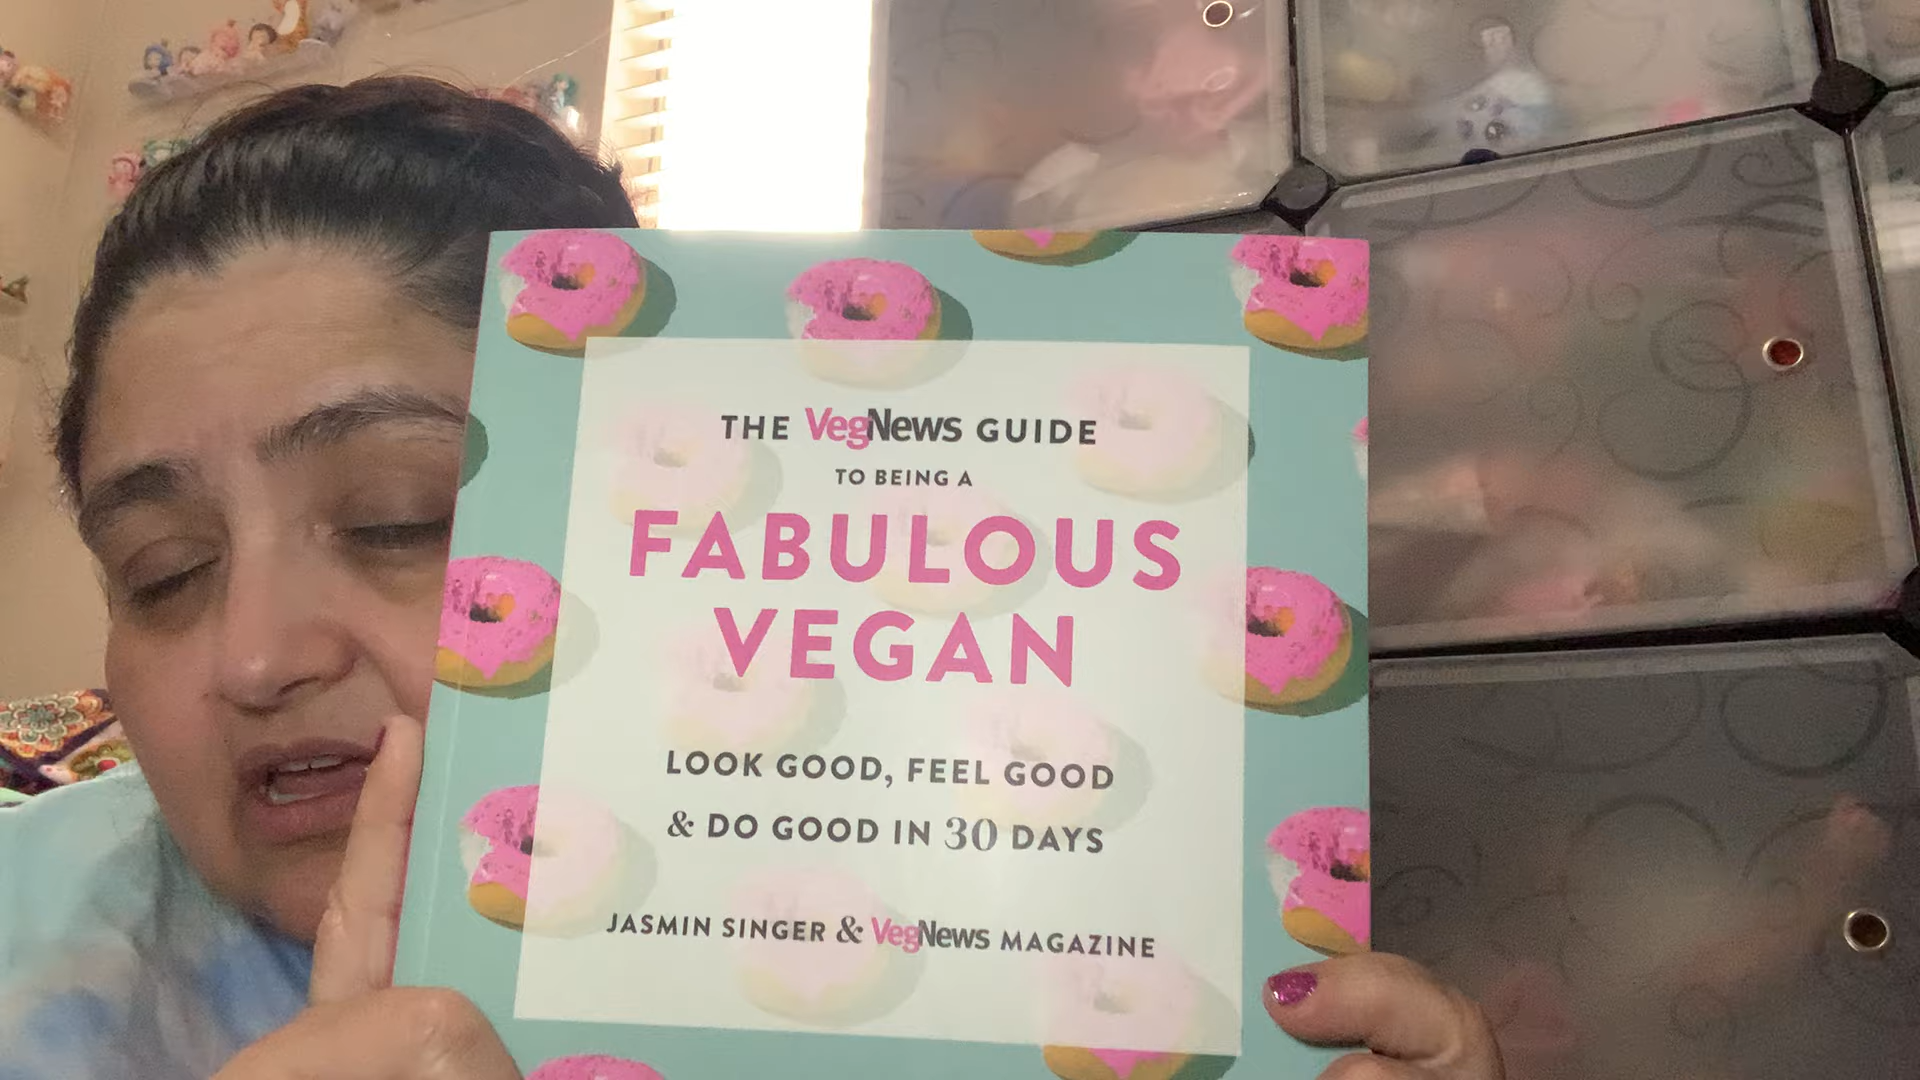 THE VegNews GUIDE
TO BEING A
FABULOUS
VEGAN
LOOK GOOD, FEEL GOOD
& DO GOOD IN 30 DAYS
JASMIN SINGER & VegNews MAGAZINE